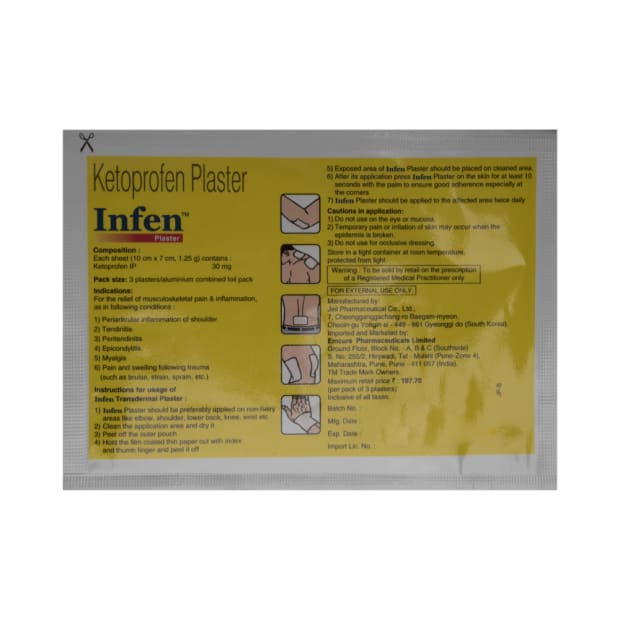 Ketoprofen Plaster
Infen™
Plaster
Composition :
Each sheet (10 cm x 7 cm, 1.25 g) contains :
Ketoprofen IP 30 mg
Pack size: 3 plasters/aluminium combined foil pack
Indications:
For the relief of musculoskeletal pain & inflammation,
as in following conditions :
1) Periarticular inflammation of shoulder
2) Tendinitis
3) Peritendinitis
4) Epicondylitis
5) Myalgia
6) Pain and swelling following trauma
(such as bruise, strain, sprain, etc.)
Instructions for usage of
Infen Transdermal Plaster :
1) Infen Plaster should be preferably applied on non-hairy
areas like elbow, shoulder, lower back, knee, wrist etc
2) Clean the application area and dry it
3) Peel off the outer pouch
4) Hold the film coated thin paper out with index
and thumb finger and peel it off
5) Exposed area of Infen Plaster should be placed on cleaned area.
6) After its application press Infen Plaster on the skin for at least 10
seconds with the palm to ensure good adherence especially at
the corners
7) Infen Plaster should be applied to the affected area twice daily
Cautions in application:
1) Do not use on the eye or mucosa.
2) Temporary pain or irritation of skin may occur when the
epidermis is broken.
3) Do not use for occlusive dressing.
Store in a tight container at room temperature,
protected from light
Warning : To be sold by retail on the prescription
of a Registered Medical Practitioner only
FOR EXTERNAL USE ONLY
Manufactured by:
Jeil Pharmaceutical Co., Ltd.,
7, Cheongganggachang-ro Baegam-myeon,
Cheoin-gu Yongin si - 449 - 861 Gyeonggi do (South Korea).
Imported and Marketed by:
Emcure Pharmaceuticals Limited
Ground Floor, Block No. - A, B & C (Southside)
S. No. 255/2, Hinjwadi, Tal - Mulshi (Pune-Zone 4),
Maharashtra, Pune, Pune - 411 057 (India).
TM Trade Mark Owners.
Maximum retail price ₹ : 197.70
(per pack of 3 plasters)
Inclusive of all taxes.
Batch No. :
Mfg. Date :
Exp. Date :
Import Lic. No. :